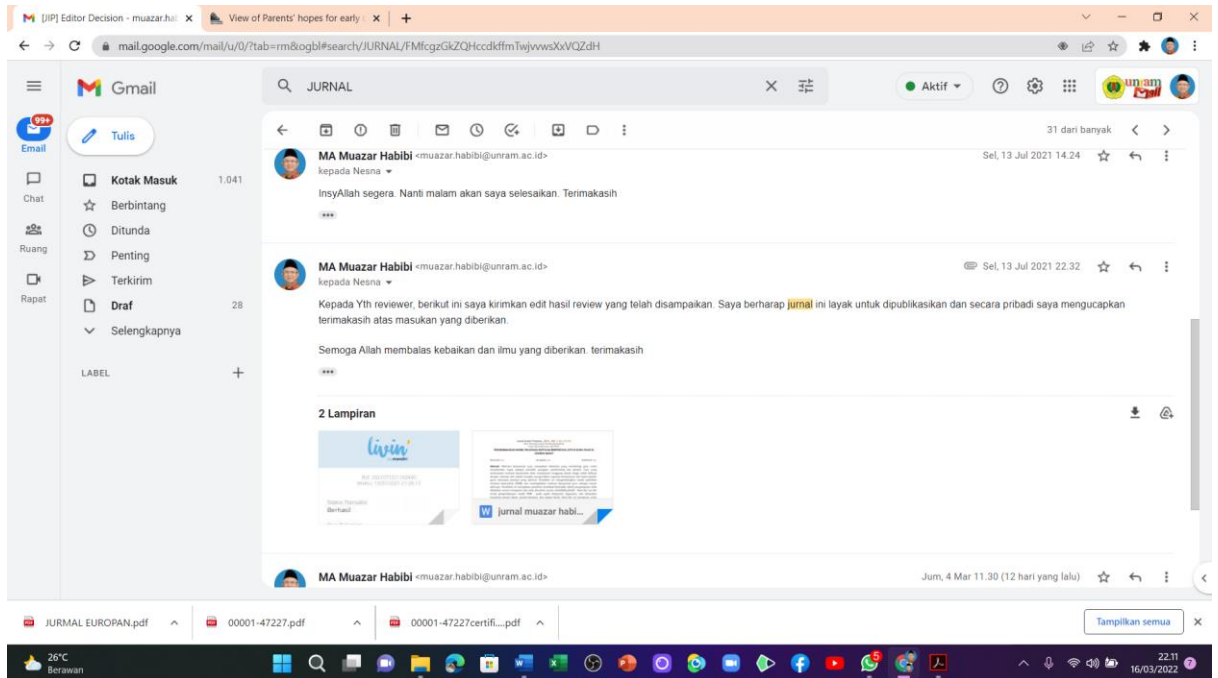 [JIP] Editor Decision - muazar.hab
View of Parents' hopes for early c
mail.google.com/mail/u/0/?tab=rm&ogbl#search/JURNAL/FMfcgzGkZQHccdkffmTwjvvwsXxVQZdH
Gmail
JURNAL
Aktif
99+
Email
Chat
Ruang
Rapat
Tulis
Kotak Masuk 1.041
Berbintang
Ditunda
Penting
Terkirim
Draf 28
Selengkapnya
LABEL
31 dari banyak
MA Muazar Habibi <muazar.habibi@unram.ac.id> Sel, 13 Jul 2021 14.24
kepada Nesna
InsyAllah segera. Nanti malam akan saya selesaikan. Terimakasih
MA Muazar Habibi <muazar.habibi@unram.ac.id> Sel, 13 Jul 2021 22.32
kepada Nesna
Kepada Yth reviewer, berikut ini saya kirimkan edit hasil review yang telah disampaikan. Saya berharap jurnal ini layak untuk dipublikasikan dan secara pribadi saya mengucapkan
terimakasih atas masukan yang diberikan.
Semoga Allah membalas kebaikan dan ilmu yang diberikan. terimakasih
2 Lampiran
livin'
Berhasil
W jurnal muazar habi...
MA Muazar Habibi <muazar.habibi@unram.ac.id> Jum, 4 Mar 11.30 (12 hari yang lalu)
JURMAL EUROPAN.pdf
00001-47227.pdf
00001-47227certifi....pdf
Tampilkan semua
26°C
Berawan
22.11
16/03/2022